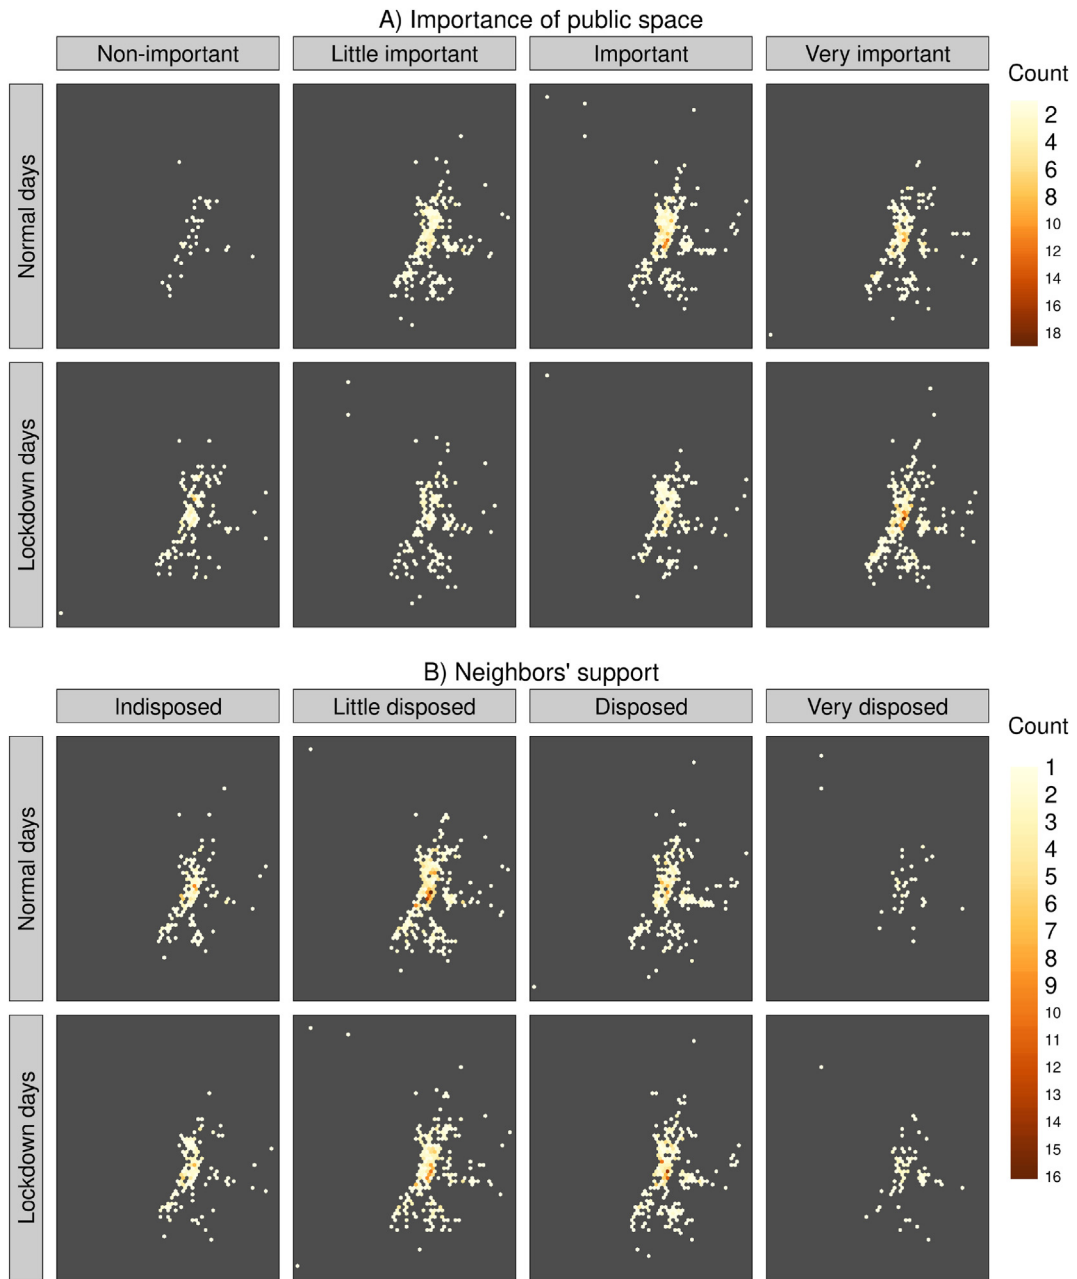 A) Importance of public space
Non-important
Little important
Important
Very important
Count
2
4
6
8
10
12
14
16
18
Normal days
Lockdown days
B) Neighbors' support
Indisposed
Little disposed
Disposed
Very disposed
Count
1
2
3
4
5
6
7
8
9
10
11
12
13
14
15
16
Normal days
Lockdown days